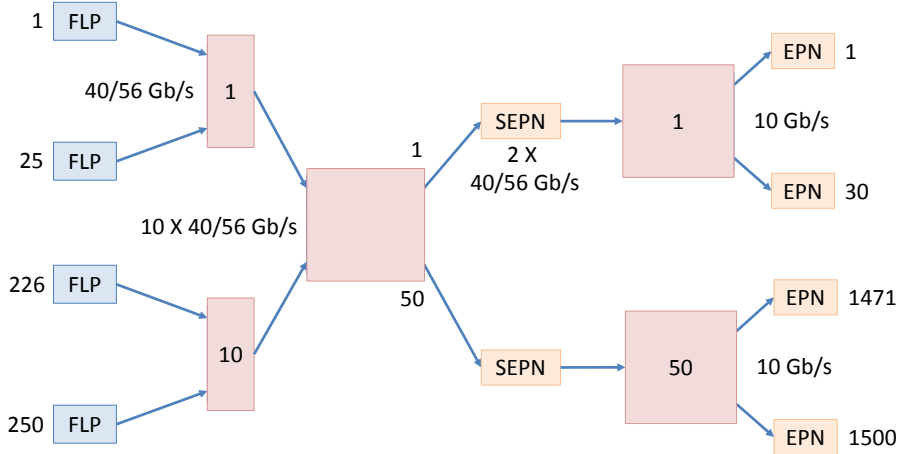 1 FLP
40/56 Gb/s
1
25 FLP
226 FLP
10
250 FLP
10 X 40/56 Gb/s
1
50
SEPN
2 X
40/56 Gb/s
SEPN
1
EPN 1
10 Gb/s
EPN 30
50
EPN 1471
10 Gb/s
EPN 1500